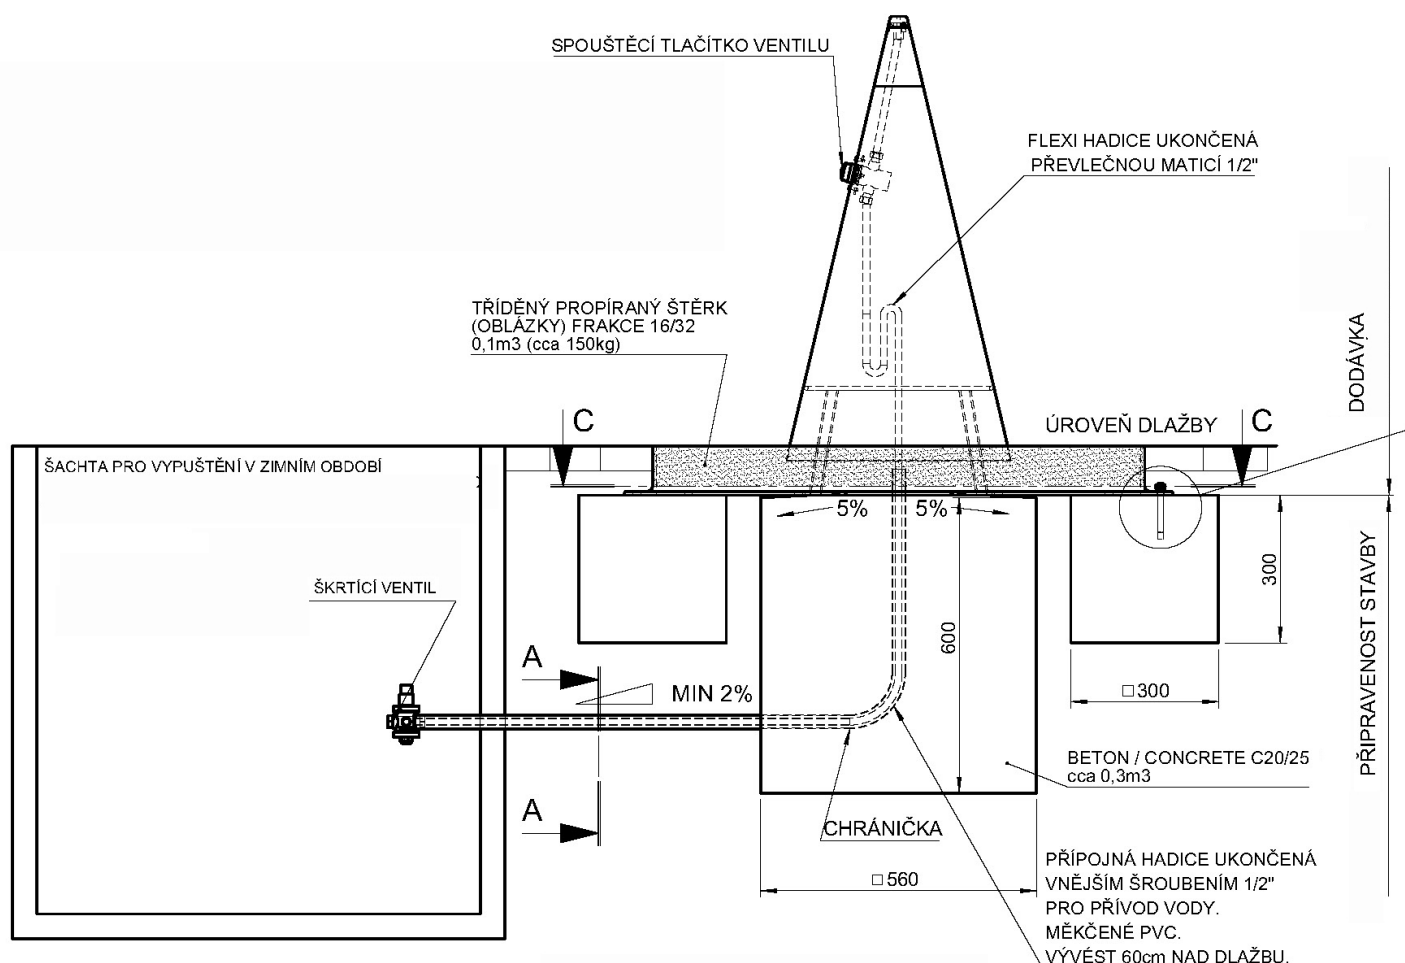 SPOUŠTĚCÍ TLAČÍTKO VENTILU
FLEXI HADICE UKONČENÁ
PŘEVLEČNOU MATICÍ 1/2"
TŘÍDĚNÝ PROPÍRANÝ ŠTĚRK
(OBLÁZKY) FRAKCE 16/32
0,1m3 (cca 150kg)
DODÁVKA
C
ÚROVEŇ DLAŽBY
C
ŠACHTA PRO VYPUŠTĚNÍ V ZIMNÍM OBDOBÍ
5%
5%
300
PŘIPRAVENOST STAVBY
ŠKRTÍCÍ VENTIL
600
A
MIN 2%
□300
BETON / CONCRETE C20/25
cca 0,3m3
A
CHRÁNIČKA
□560
PŘÍPOJNÁ HADICE UKONČENÁ
VNĚJŠÍM ŠROUBENÍM 1/2"
PRO PŘÍVOD VODY.
MĚKČENÉ PVC.
VÝVÉST 60cm NAD DLAŽBU.